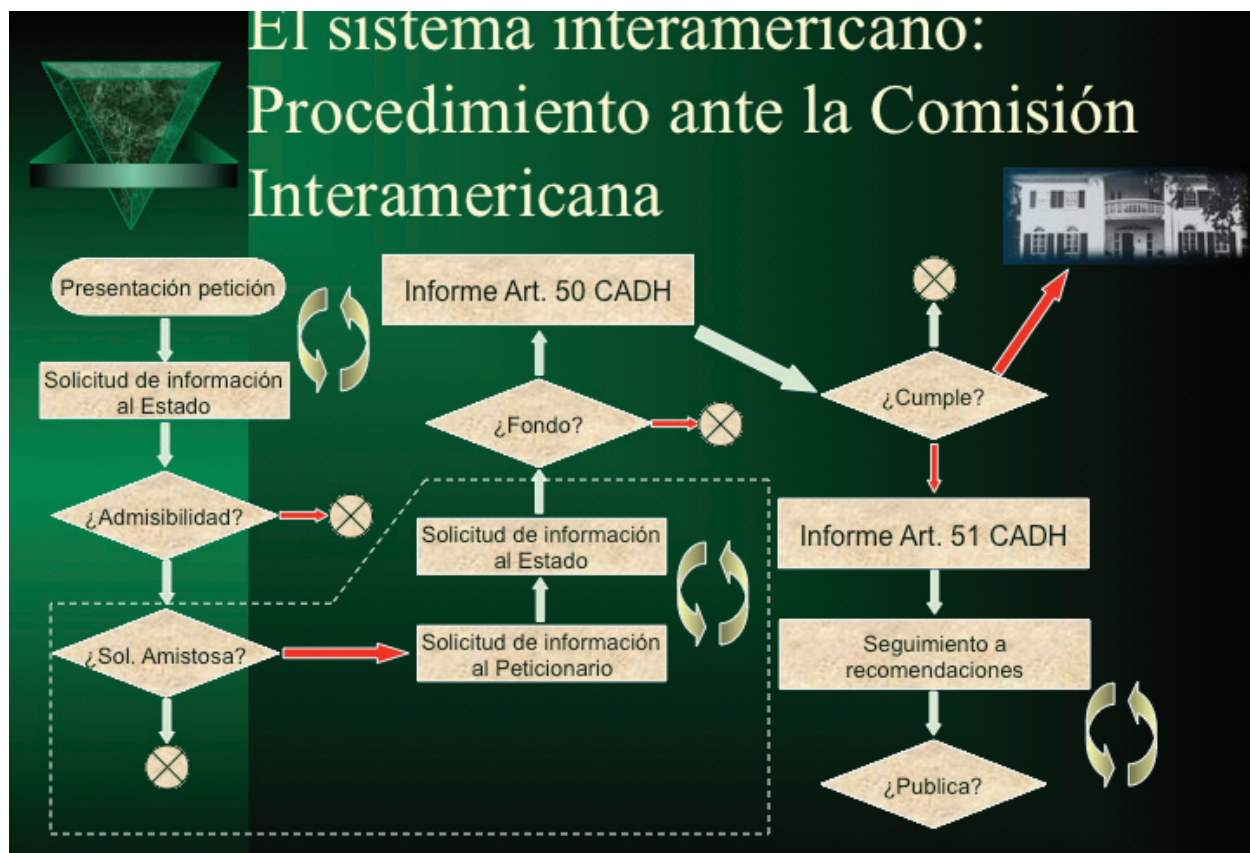 El sistema interamericano:
Procedimiento ante la Comisión
Interamericana
Presentación petición
Solicitud de información
al Estado
¿Admisibilidad?
¿Sol. Amistosa?
Informe Art. 50 CADH
¿Fondo?
Solicitud de información
al Estado
Solicitud de información
al Peticionario
¿Cumple?
Informe Art. 51 CADH
Seguimiento a
recomendaciones
¿Publica?